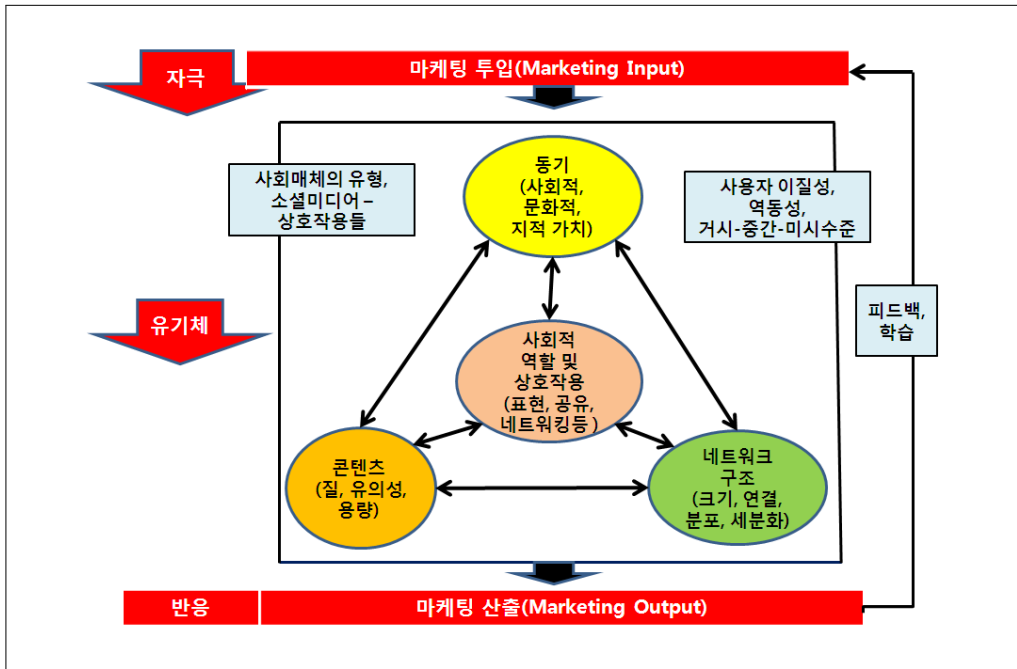 자극
마케팅 투입(Marketing Input)
사회매체의 유형,
소셜미디어 –
상호작용들
동기
(사회적,
문화적,
지적 가치)
사용자 이질성,
역동성,
거시-중간-미시수준
유기체
피드백,
학습
사회적
역할 및
상호작용
(표현, 공유,
네트워킹등)
콘텐츠
(질, 유의성,
용량)
네트워크
구조
(크기, 연결,
분포, 세분화)
반응
마케팅 산출(Marketing Output)